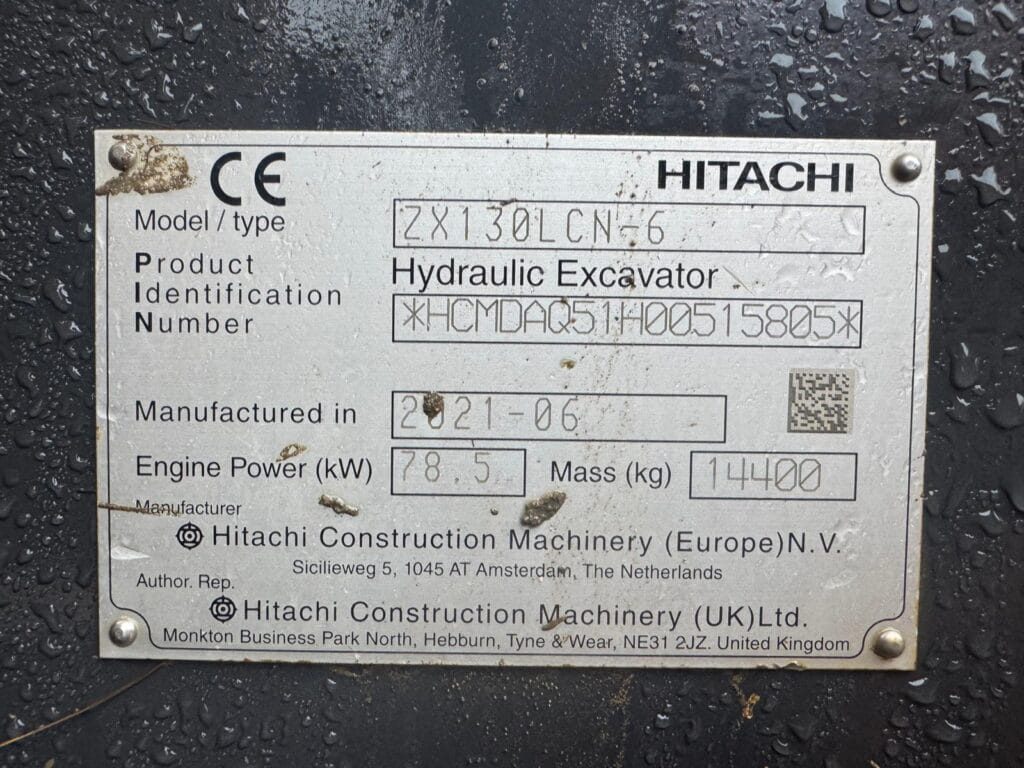 CE HITACHI
Model / type ZX130LCN-6
Product Hydraulic Excavator
Identification
Number *HCMDAQ51H00515805*
Manufactured in 2021-06
Engine Power (kW) 78.5 Mass (kg) 14400
Manufacturer
Hitachi Construction Machinery (Europe)N.V.
Sicilieweg 5, 1045 AT Amsterdam, The Netherlands
Author. Rep.
Hitachi Construction Machinery (UK)Ltd.
Monkton Business Park North, Hebburn, Tyne & Wear, NE31 2JZ. United Kingdom